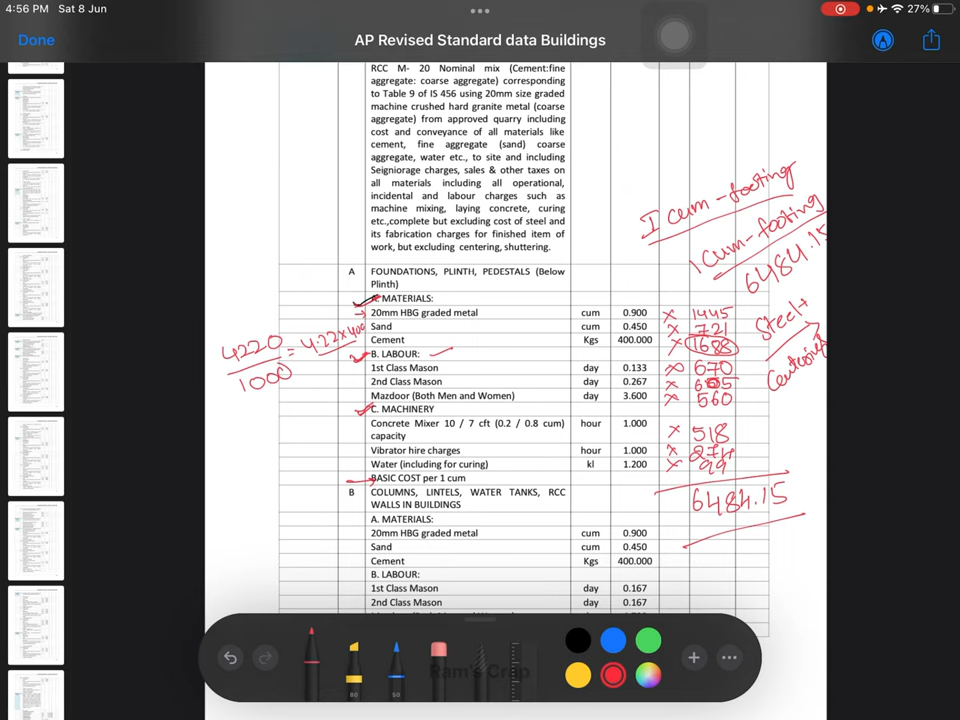 4:56 PM Sat 8 Jun
27%
Done
AP Revised Standard data Buildings
RCC M- 20 Nominal mix (Cement:fine
aggregate: coarse aggregate) corresponding
to Table 9 of IS 456 using 20mm size graded
machine crushed hard granite metal (coarse
aggregate) from approved quarry including
cost and conveyance of all materials like
cement, fine aggregate (sand) coarse
aggregate, water etc., to site and including
Seigniorage charges, sales & other taxes on
all materials including all operational,
incidental and labour charges such as
machine mixing, laying concrete, curing
etc.,complete but excluding cost of steel and
its fabrication charges for finished item of
work, but excluding centering, shuttering.
1 cum-footing
1 cum-footing
6484.15
Steel+
A FOUNDATIONS, PLINTH, PEDESTALS (Below
Plinth)
A. MATERIALS:
20mm HBG graded metal cum 0.900 × 1445
Sand cum 0.450 × 721
Cement Kgs 400.000 × 1688
4220
1000
= 4.22×400
B. LABOUR:
1st Class Mason day 0.133 × 670
2nd Class Mason day 0.267
Mazdoor (Both Men and Women) day 3.600 × 560
C. MACHINERY
Concrete Mixer 10 / 7 cft (0.2 / 0.8 cum) hour 1.000
capacity × 518
Vibrator hire charges hour 1.000
Water (including for curing) kl 1.200 × 99
BASIC COST per 1 cum
6484.15
B COLUMNS, LINTELS, WATER TANKS, RCC
WALLS IN BUILDINGS
A. MATERIALS:
20mm HBG graded metal cum 0.900
Sand cum 0.450
Cement Kgs 400.000
B. LABOUR:
1st Class Mason day 0.167
2nd Class Mason day 0.167
80
50
Ram's Crap